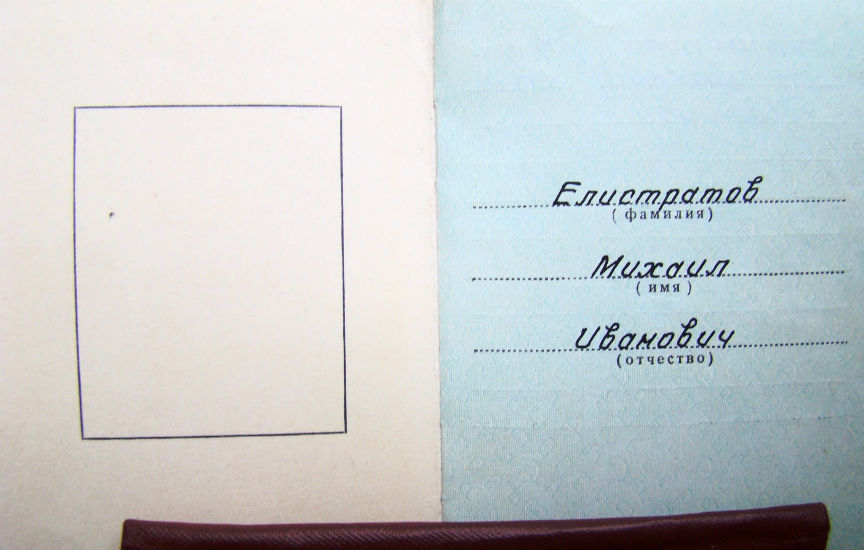 Елистратов
( фамилия)
Михаил
( имя )
Иванович
(отчество)